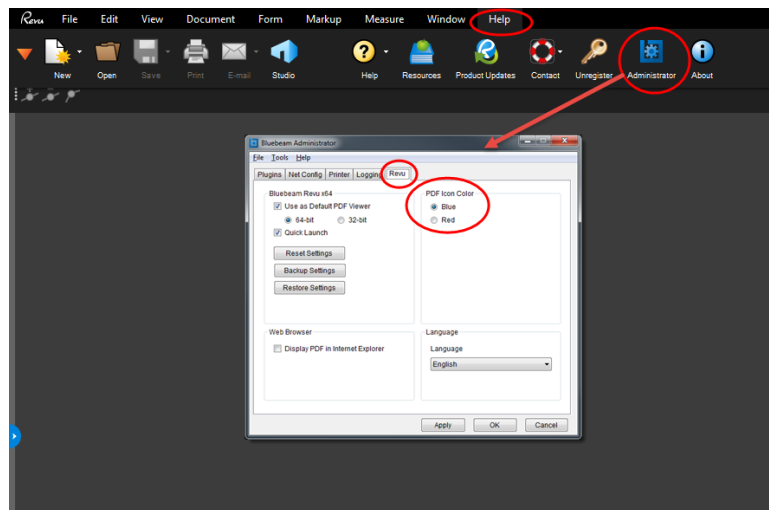 Revu File Edit View Document Form Markup Measure Window Help
New Open Save Print E-mail Studio Help Resources Product Updates Contact Unregister Administrator About
Bluebeam Administrator
File Tools Help
Plugins Net Config Printer Logging Revu
Bluebeam Revu x64
Use as Default PDF Viewer
64-bit 32-bit
Quick Launch
Reset Settings
Backup Settings
Restore Settings
PDF Icon Color
Blue
Red
Web Browser
Display PDF in Internet Explorer
Language
Language
English
Apply OK Cancel